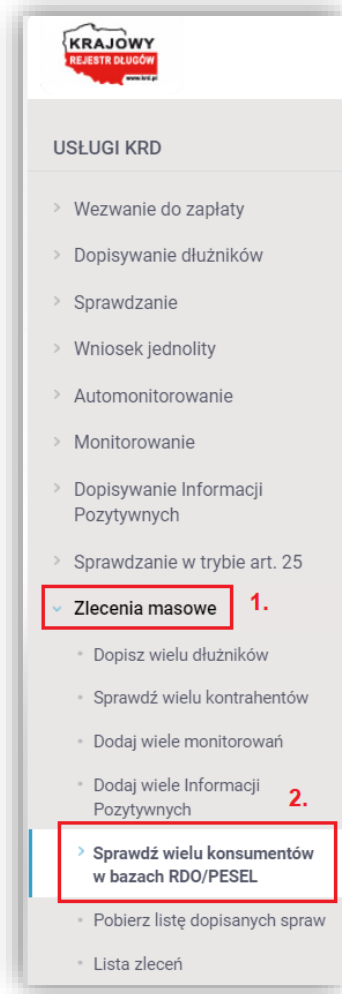 KRAJOWY
REJESTR DŁUGÓW
www.krd.pl
USŁUGI KRD
Wezwanie do zapłaty
Dopisywanie dłużników
Sprawdzanie
Wniosek jednolity
Automonitorowanie
Monitorowanie
Dopisywanie Informacji
Pozytywnych
Sprawdzanie w trybie art. 25
Zlecenia masowe 1.
Dopisz wielu dłużników
Sprawdź wielu kontrahentów
Dodaj wiele monitorowań
Dodaj wiele Informacji
Pozytywnych 2.
Sprawdź wielu konsumentów
w bazach RDO/PESEL
Pobierz listę dopisanych spraw
Lista zleceń